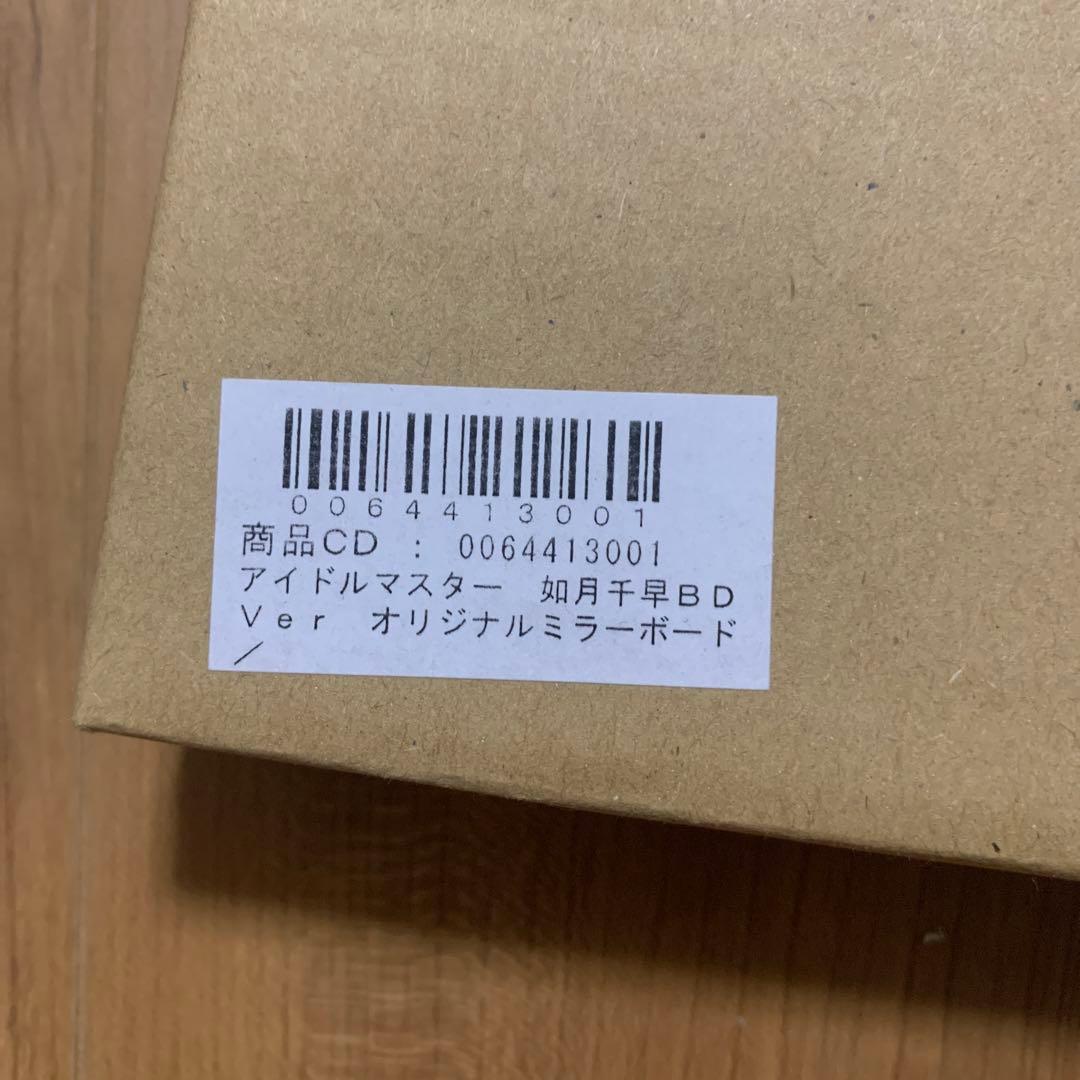 0064413001
商品CD : 0064413001
アイドルマスター　如月千早ＢＤ
Ｖｅｒ　オリジナルミラーボード
／